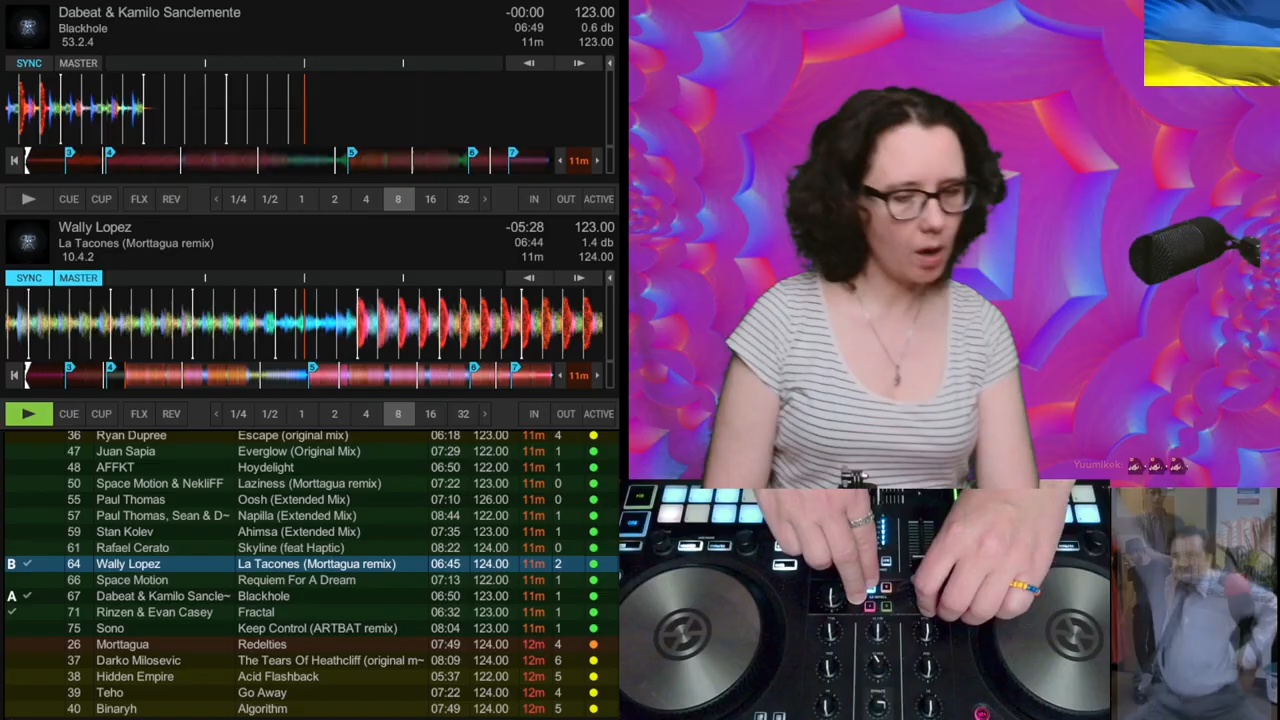 Dabeat & Kamilo Sanclemente -00:00 123.00
Blackhole 06:49 0.6 db
53.2.4 11m 123.00
SYNC MASTER
3 4 5 6 7 11m
CUE CUP FLX REV 1/4 1/2 1 2 4 8 16 32 IN OUT ACTIVE
Wally Lopez -05:28 123.00
La Tacones (Morttagua remix) 06:44 1.4 db
10.4.2 11m 124.00
SYNC MASTER
3 4 5 6 7 11m
CUE CUP FLX REV 1/4 1/2 1 2 4 8 16 32 IN OUT ACTIVE
36 Ryan Dupree Escape (original mix) 06:18 123.00 11m 4
47 Juan Sapia Everglow (Original Mix) 07:29 122.00 11m 1
48 AFFKT Hoydelight 06:50 122.00 11m 1
50 Space Motion & NekliFF Laziness (Morttagua remix) 07:22 123.00 11m 0
55 Paul Thomas Oosh (Extended Mix) 07:10 126.00 11m 0
57 Paul Thomas, Sean & D~ Napilla (Extended Mix) 08:44 122.00 11m 1
59 Stan Kolev Ahimsa (Extended Mix) 07:35 123.00 11m 1
61 Rafael Cerato Skyline (feat Haptic) 08:22 124.00 11m 0
B 64 Wally Lopez La Tacones (Morttagua remix) 06:45 124.00 11m 2
66 Space Motion Requiem For A Dream 07:13 122.00 11m 1
A 67 Dabeat & Kamilo Sancle~ Blackhole 06:50 123.00 11m 1
71 Rinzen & Evan Casey Fractal 06:32 123.00 11m 1
75 Sono Keep Control (ARTBAT remix) 08:04 123.00 11m 1
26 Morttagua Redelties 07:49 124.00 12m 4
37 Darko Milosevic The Tears Of Heathcliff (original m~ 08:09 124.00 12m 6
38 Hidden Empire Acid Flashback 05:37 122.00 12m 5
39 Teho Go Away 07:22 124.00 12m 4
40 Binaryh Algorithm 07:49 124.00 12m 5
Yuumikek